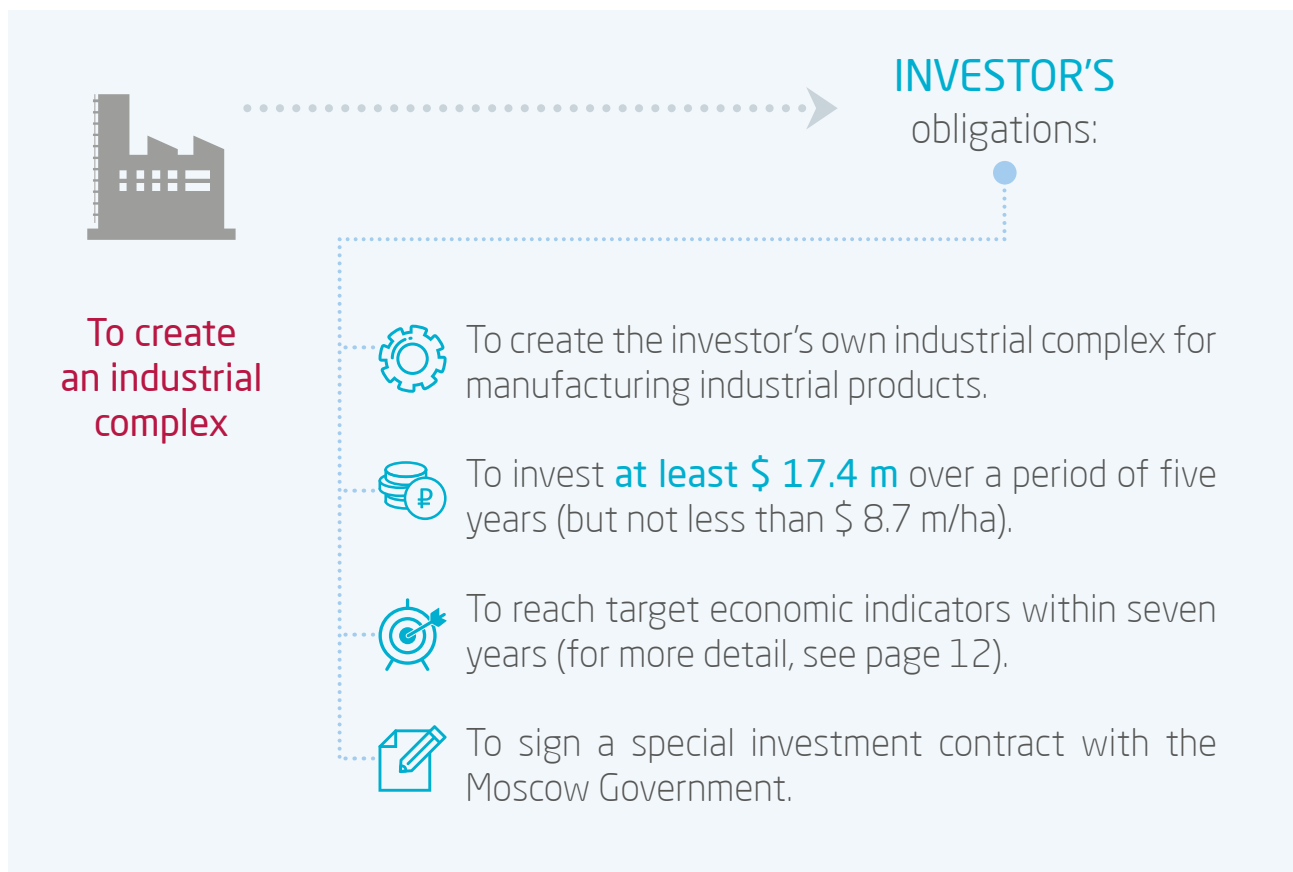 INVESTOR'S
obligations:
To create
an industrial
complex
To create the investor's own industrial complex for
manufacturing industrial products.
To invest at least $ 17.4 m over a period of five
years (but not less than $ 8.7 m/ha).
To reach target economic indicators within seven
years (for more detail, see page 12).
To sign a special investment contract with the
Moscow Government.